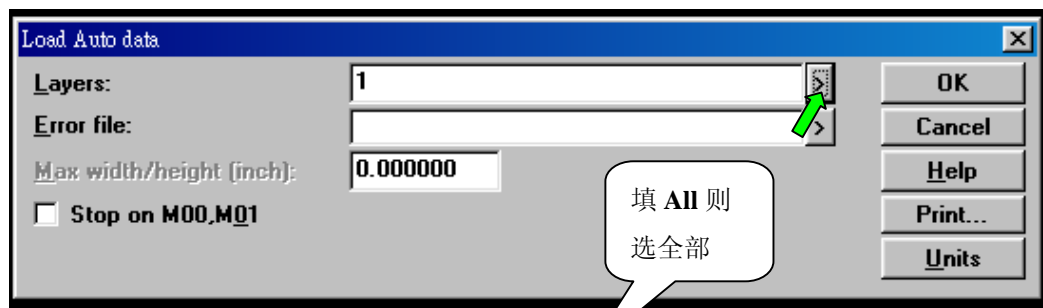 Load Auto data
Layers: 1 > OK
Error file: > Cancel
Max width/height (inch): 0.000000 Help
Stop on M00,M01 Print...
Units
填 All 则
选全部